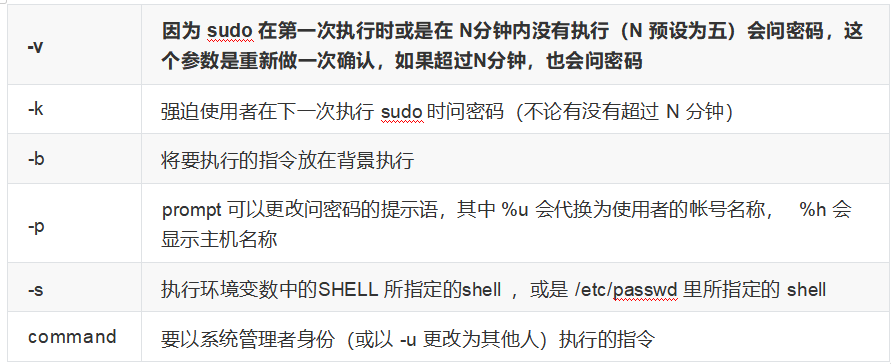 -v
因为 sudo 在第一次执行时或是在 N分钟内没有执行（N 预设为五）会问密码，这
个参数是重新做一次确认，如果超过N分钟，也会问密码
-k
强迫使用者在下一次执行 sudo 时问密码（不论有没有超过 N 分钟）
-b
将要执行的指令放在背景执行
-p
prompt 可以更改问密码的提示语，其中 %u 会代换为使用者的帐号名称， %h 会
显示主机名称
-s
执行环境变数中的SHELL 所指定的shell ，或是 /etc/passwd 里所指定的 shell
command
要以系统管理者身份（或以 -u 更改为其他人）执行的指令